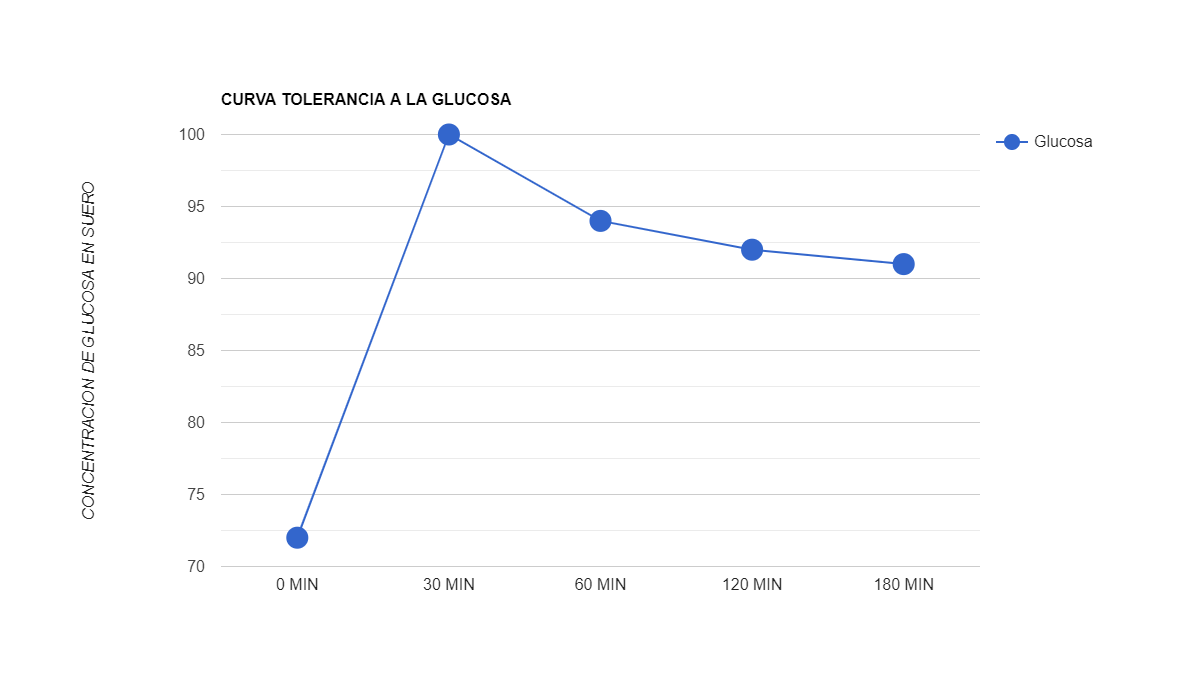 CURVA TOLERANCIA A LA GLUCOSA
CONCENTRACION DE GLUCOSA EN SUERO
100
95
90
85
80
75
70
0 MIN
30 MIN
60 MIN
120 MIN
180 MIN
Glucosa